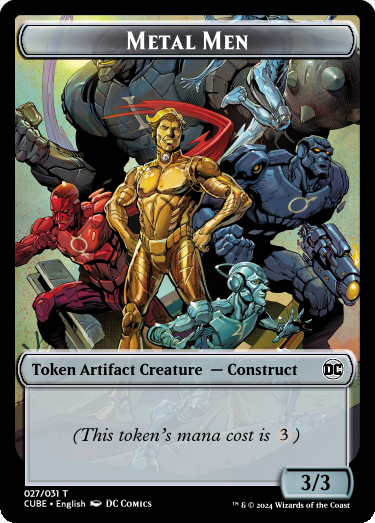 METAL MEN
Token Artifact Creature — Construct
DC
(This token's mana cost is 3)
3/3
027/031 T
CUBE • English DC COMICS
™ & © 2024 Wizards of the Coast